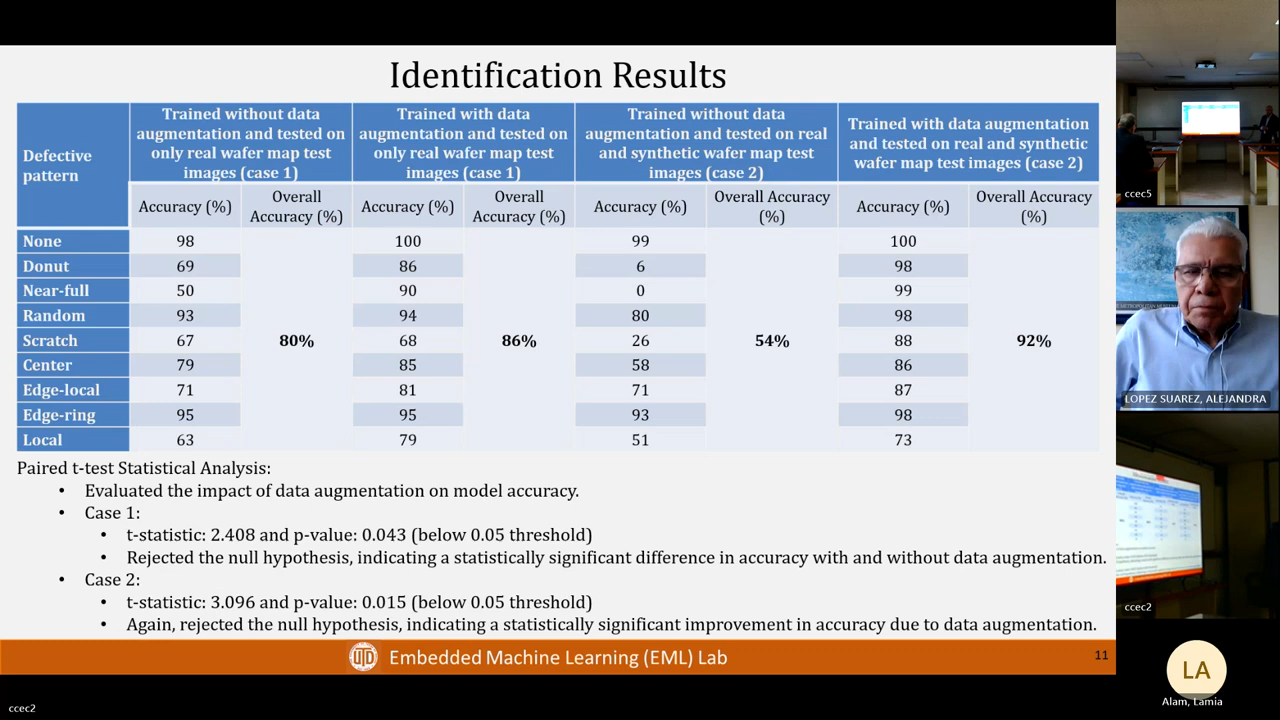 Identification Results
Defective pattern
Trained without data augmentation and tested on only real wafer map test images (case 1)
Trained with data augmentation and tested on only real wafer map test images (case 1)
Trained without data augmentation and tested on real and synthetic wafer map test images (case 2)
Trained with data augmentation and tested on real and synthetic wafer map test images (case 2)
Accuracy (%) Overall Accuracy (%) Accuracy (%) Overall Accuracy (%) Accuracy (%) Overall Accuracy (%) Accuracy (%) Overall Accuracy (%)
None 98 100 99 100
Donut 69 86 6 98
Near-full 50 90 0 99
Random 93 94 80 98
Scratch 67 80% 68 86% 26 54% 88 92%
Center 79 85 58 86
Edge-local 71 81 71 87
Edge-ring 95 95 93 98
Local 63 79 51 73
Paired t-test Statistical Analysis:
• Evaluated the impact of data augmentation on model accuracy.
• Case 1:
• t-statistic: 2.408 and p-value: 0.043 (below 0.05 threshold)
• Rejected the null hypothesis, indicating a statistically significant difference in accuracy with and without data augmentation.
• Case 2:
• t-statistic: 3.096 and p-value: 0.015 (below 0.05 threshold)
• Again, rejected the null hypothesis, indicating a statistically significant improvement in accuracy due to data augmentation.
UTD Embedded Machine Learning (EML) Lab
11
ccec2
ccec5
LOPEZ SUAREZ, ALEJANDRA
ccec2
LA
Alam, Lamia